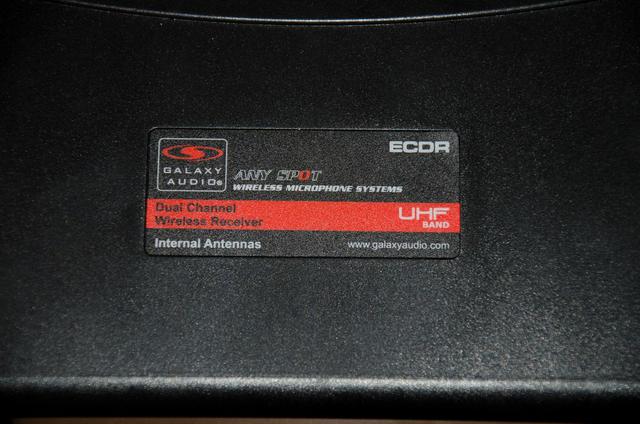 ECDR
GALAXY
AUDIO®
ANY SPOT
WIRELESS MICROPHONE SYSTEMS
Dual Channel
Wireless Receiver
UHF
BAND
Internal Antennas
www.galaxyaudio.com